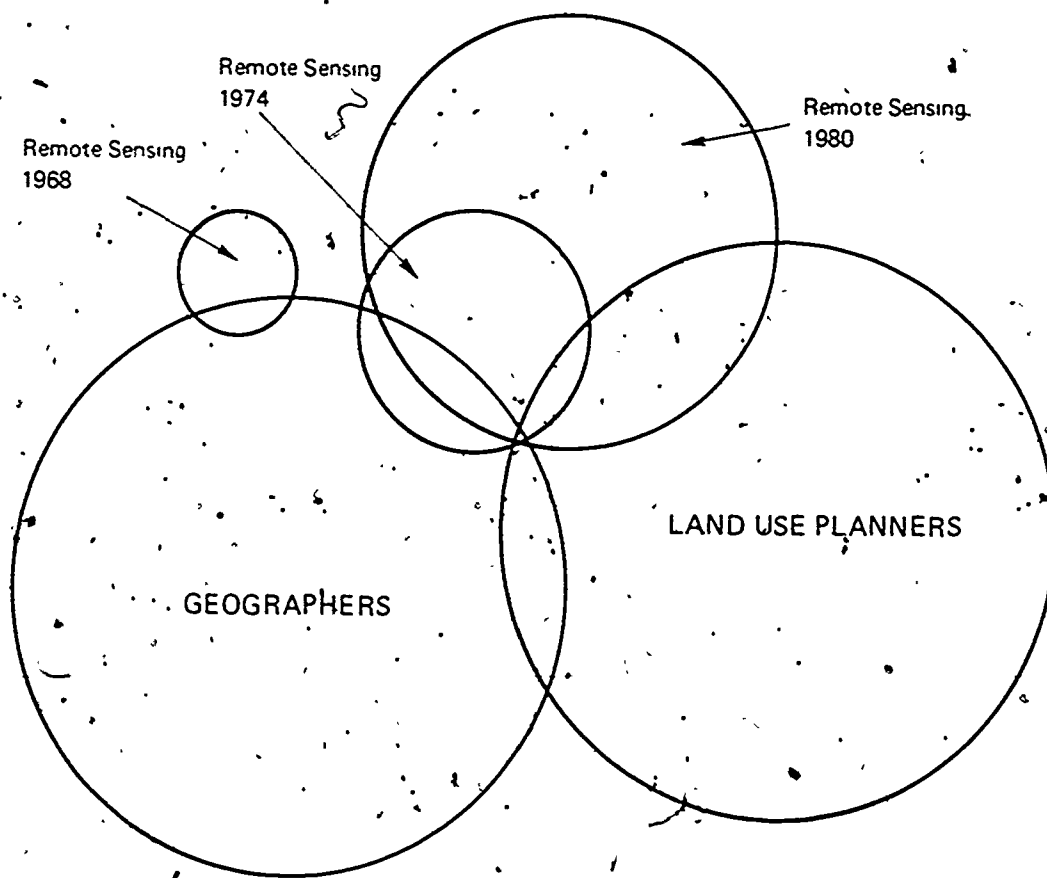 Remote Sensing
1974
Remote Sensing
1980
Remote Sensing
1968
LAND USE PLANNERS
GEOGRAPHERS